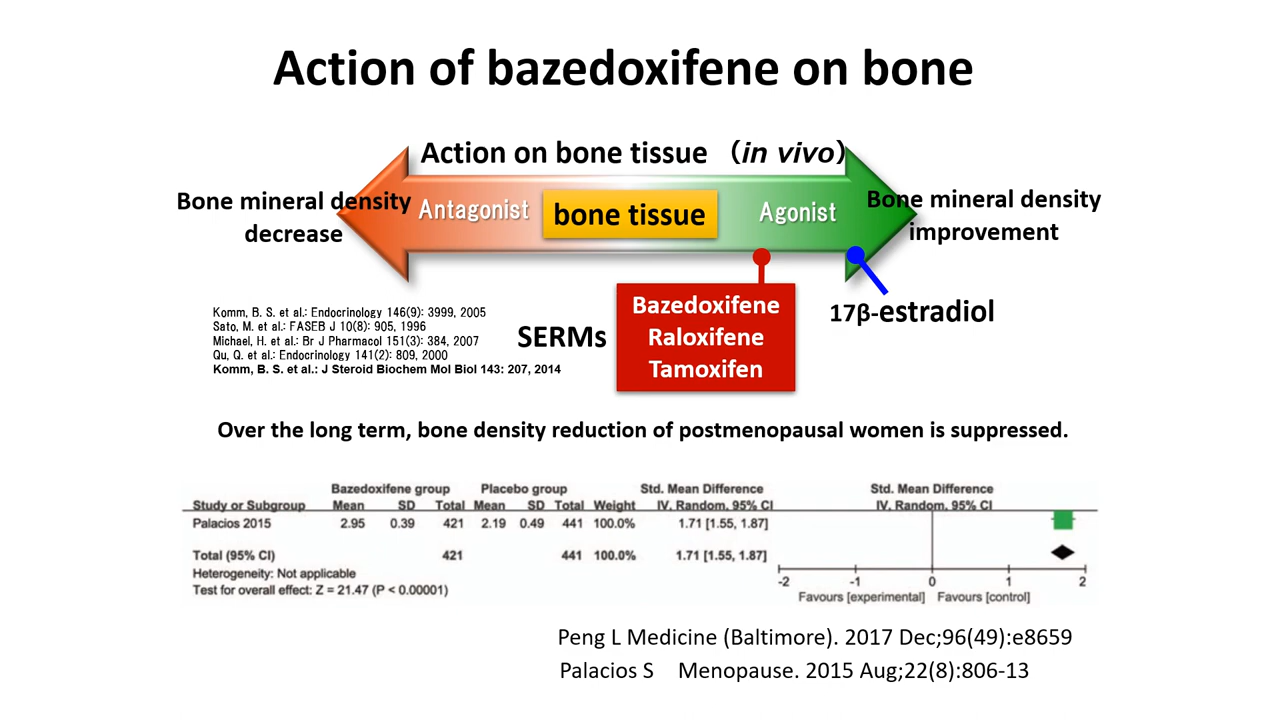 Action of bazedoxifene on bone
Action on bone tissue (in vivo)
Bone mineral density
decrease
Antagonist
bone tissue
Agonist
Bone mineral density
improvement
Komm, B. S. et al.: Endocrinology 146(9): 3999, 2005
Sato, M. et al.: FASEB J 10(8): 905, 1996
Michael, H. et al.: Br J Pharmacol 151(3): 384, 2007
Qu, Q. et al.: Endocrinology 141(2): 809, 2000
Komm, B. S. et al.: J Steroid Biochem Mol Biol 143: 207, 2014
SERMs
Bazedoxifene
Raloxifene
Tamoxifen
17β-estradiol
Over the long term, bone density reduction of postmenopausal women is suppressed.
Bazedoxifene group Placebo group Std. Mean Difference Std. Mean Difference
Study or Subgroup Mean SD Total Mean SD Total Weight IV. Random. 95% CI IV. Random. 95% CI
Palacios 2015 2.95 0.39 421 2.19 0.49 441 100.0% 1.71 [1.55, 1.87]
Total (95% CI) 421 441 100.0% 1.71 [1.55, 1.87]
Heterogeneity: Not applicable
Test for overall effect: Z = 21.47 (P < 0.00001)
-2 -1 0 1 2
Favours [experimental] Favours [control]
Peng L Medicine (Baltimore). 2017 Dec;96(49):e8659
Palacios S Menopause. 2015 Aug;22(8):806-13